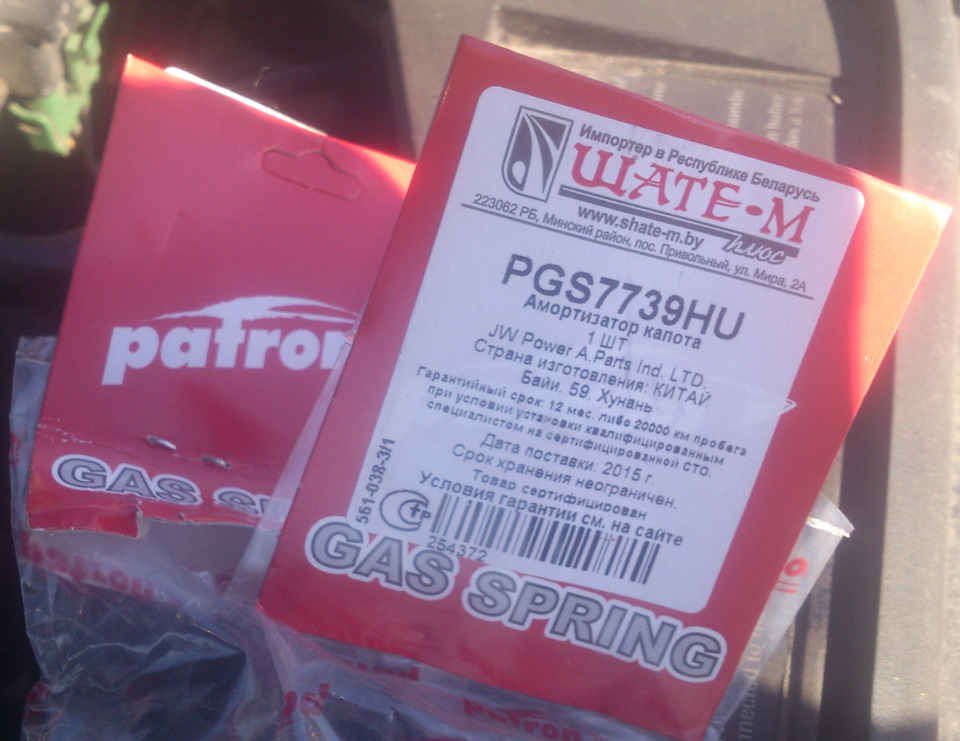 patron
GAS
Импортер в Республике Беларусь
ШАТЕ-М
плюс
www.shate-m.by
223062 РБ, Минский район, пос. Привольный, ул. Мира, 2А
PGS7739HU
Амортизатор капота
1 ШТ
JW Power A.Parts Ind. LTD.
Страна изготовления: КИТАЙ
Байи. 59, Хунань
Гарантийный срок: 12 мес. либо 20000 км пробега
при условии установки квалифицированным
специалистом на сертифицированной СТО.
Дата поставки: 2015 г.
Срок хранения неограничен.
Товар сертифицирован
Условия гарантии см. на сайте
561-038-3/1
254372
GAS SPRING
patron